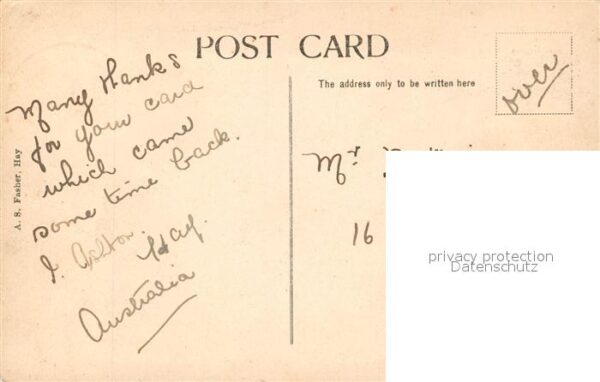 POST CARD
The address only to be written here
over
Many thanks
for your card
which came
some time back.
I. Aston.
Hay.
Australia
A. S. Fasher, Hay
M
16
privacy protection
Datenschutz